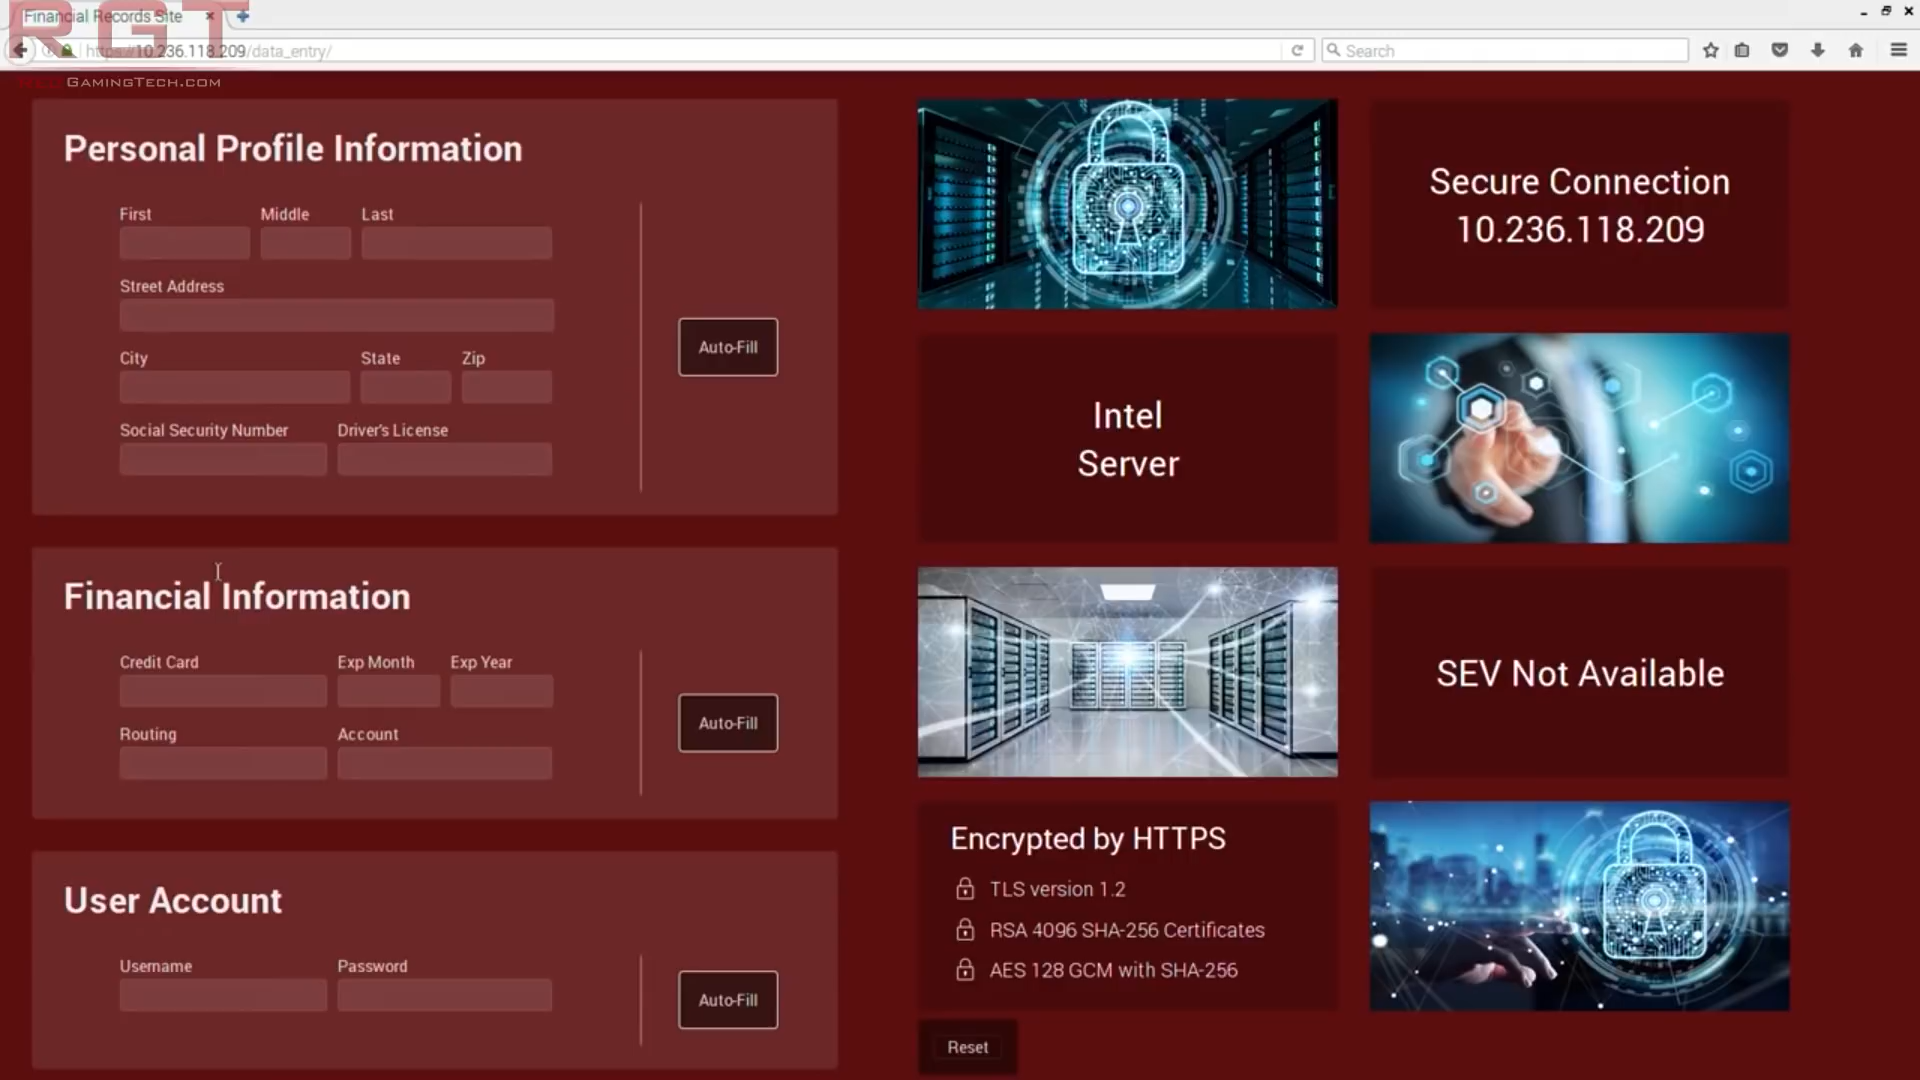 Financial Records Site
RGT
https://10.236.118.209/data_entry/
Search
REDGAMINGTECH.COM
Personal Profile Information
First Middle Last
Street Address
City State Zip
Social Security Number Driver's License
Auto-Fill
Financial Information
Credit Card Exp Month Exp Year
Routing Account
Auto-Fill
User Account
Username Password
Auto-Fill
Secure Connection
10.236.118.209
Intel
Server
SEV Not Available
Encrypted by HTTPS
TLS version 1.2
RSA 4096 SHA-256 Certificates
AES 128 GCM with SHA-256
Reset